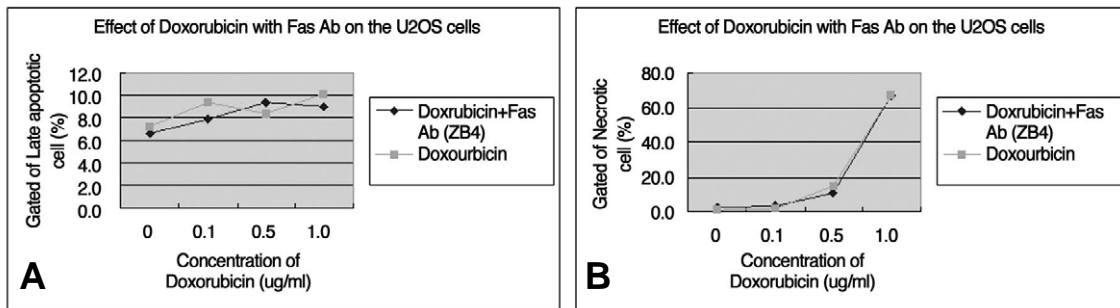 Effect of Doxorubicin with Fas Ab on the U2OS cells
Gated of Late apoptotic
cell (%)
12.0
10.0
8.0
6.0
4.0
2.0
0.0
0
0.1
0.5
1.0
Concentration of
Doxorubicin (ug/ml)
Doxrubicin+Fas
Ab (ZB4)
Doxourbicin
A
Effect of Doxorubicin with Fas Ab on the U2OS cells
Gated of Necrotic
cell (%)
80.0
60.0
40.0
20.0
0.0
0
0.1
0.5
1.0
Concentration of
Doxorubicin (ug/ml)
Doxrubicin+Fas
Ab (ZB4)
Doxourbicin
B